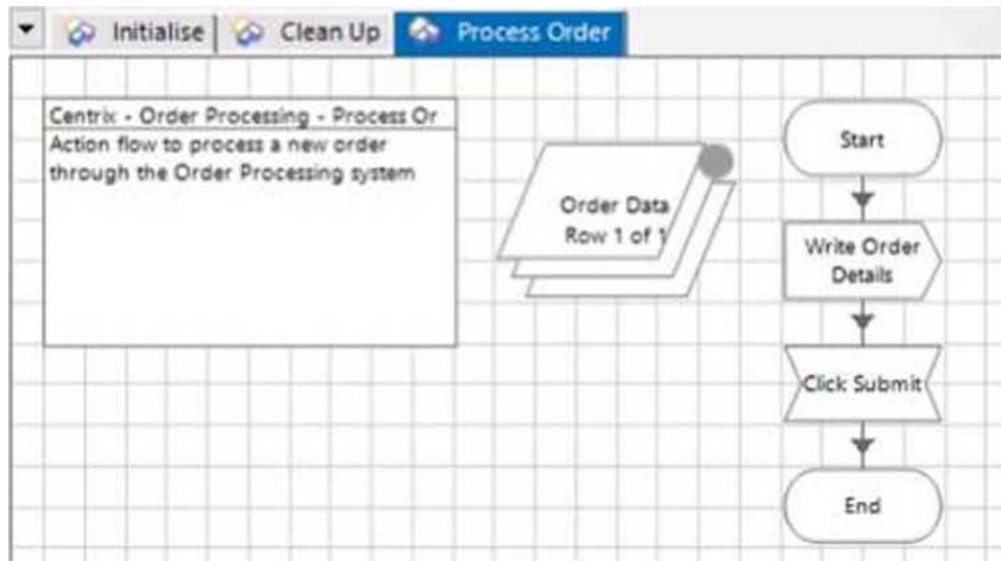 Initialise
Clean Up
Process Order
Centrix - Order Processing - Process Or
Action flow to process a new order
through the Order Processing system
Order Data
Row 1 of 1
Start
Write Order
Details
Click Submit
End